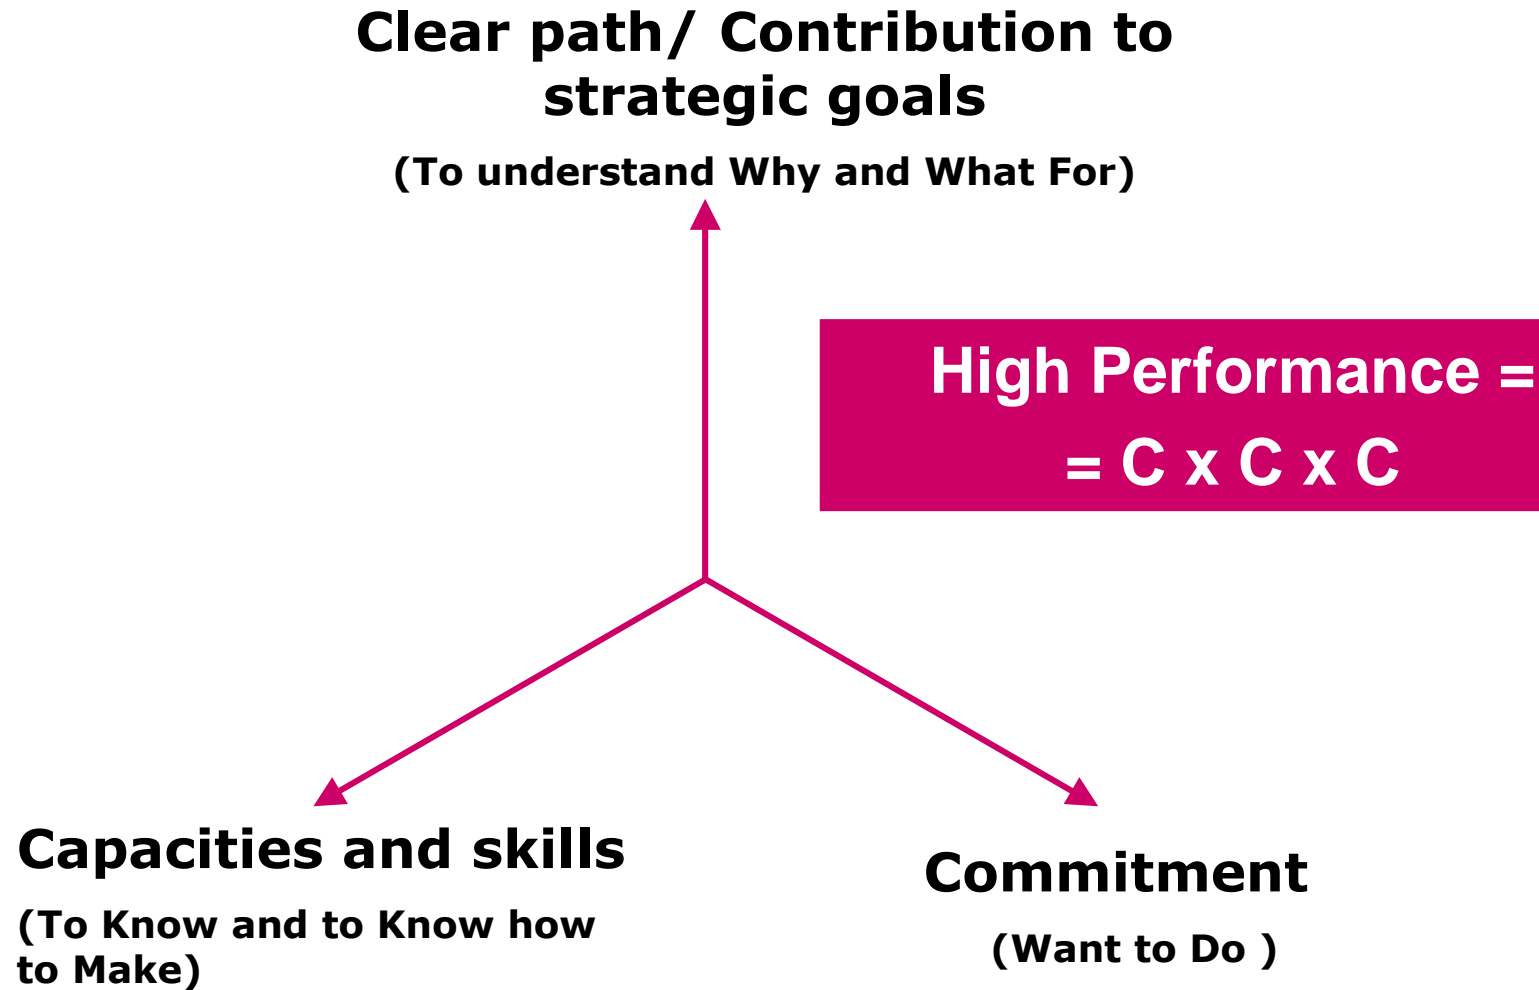 Clear path/ Contribution to
strategic goals
(To understand Why and What For)
High Performance =
= C x C x C
Capacities and skills
(To Know and to Know how
to Make)
Commitment
(Want to Do )